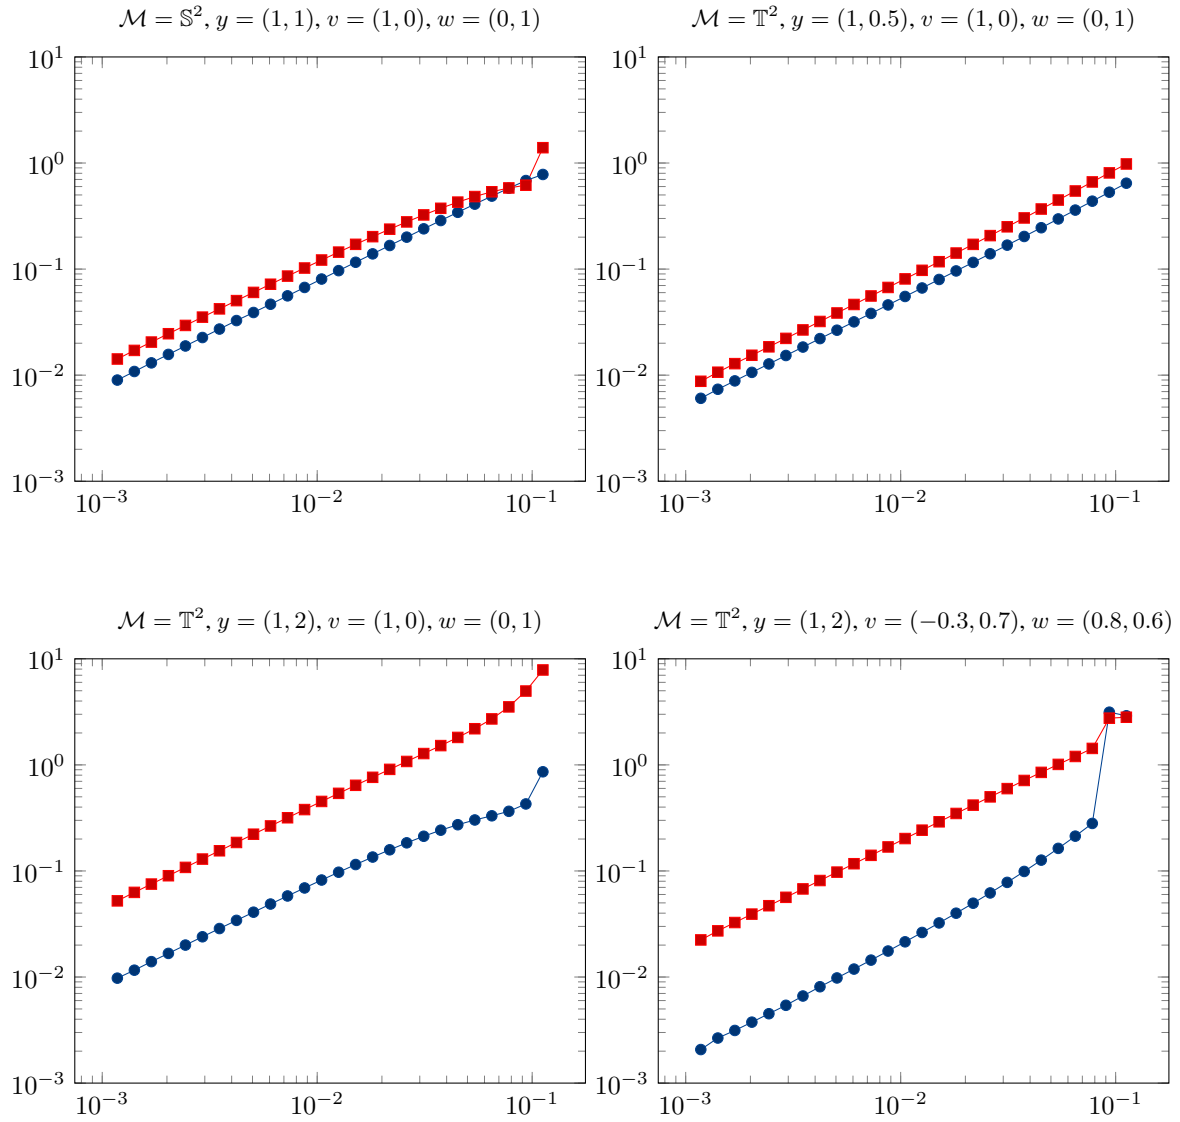 𝓜 = 𝕊², y = (1, 1), v = (1, 0), w = (0, 1)
10¹
10⁰
10⁻¹
10⁻²
10⁻³
10⁻³ 10⁻² 10⁻¹
𝓜 = 𝕋², y = (1, 0.5), v = (1, 0), w = (0, 1)
10¹
10⁰
10⁻¹
10⁻²
10⁻³
10⁻³ 10⁻² 10⁻¹
𝓜 = 𝕋², y = (1, 2), v = (1, 0), w = (0, 1)
10¹
10⁰
10⁻¹
10⁻²
10⁻³
10⁻³ 10⁻² 10⁻¹
𝓜 = 𝕋², y = (1, 2), v = (−0.3, 0.7), w = (0.8, 0.6)
10¹
10⁰
10⁻¹
10⁻²
10⁻³
10⁻³ 10⁻² 10⁻¹